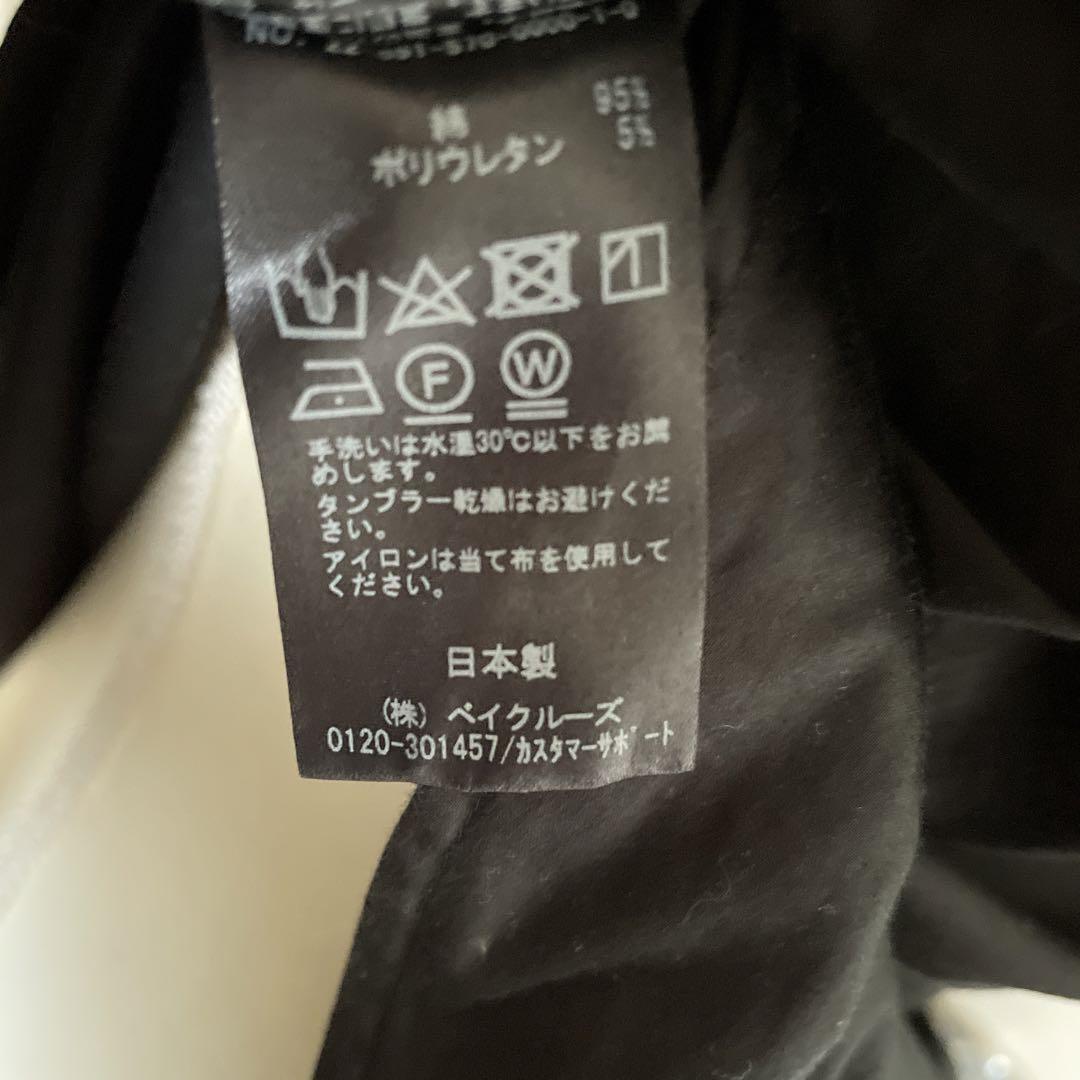 綿 95%
ポリウレタン 5%
F W
手洗いは水温30℃以下をお薦
めします。
タンブラー乾燥はお避けくだ
さい。
アイロンは当て布を使用して
ください。
日本製
(株) ベイクルーズ
0120-301457/カスタマーサポート